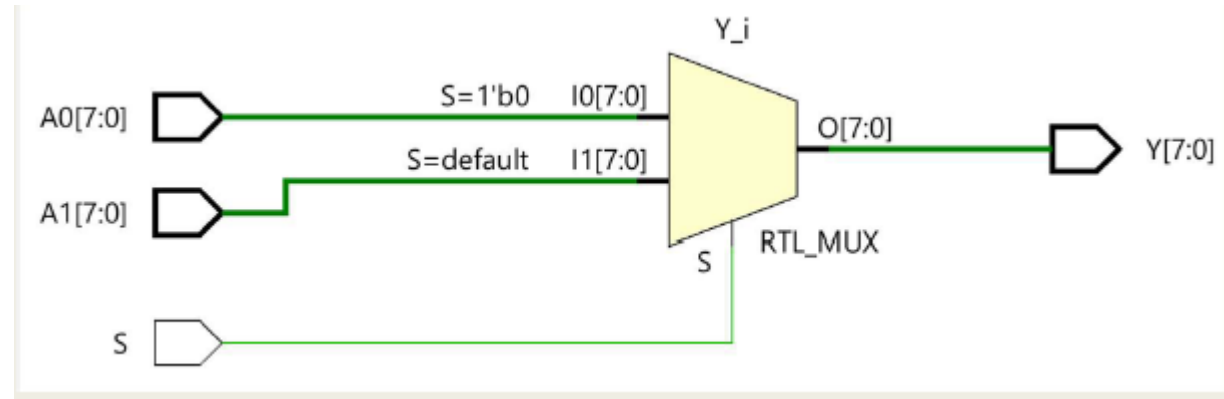 Y_i
A0[7:0] S=1'b0 I0[7:0]
O[7:0] Y[7:0]
S=default I1[7:0]
A1[7:0]
S RTL_MUX
S